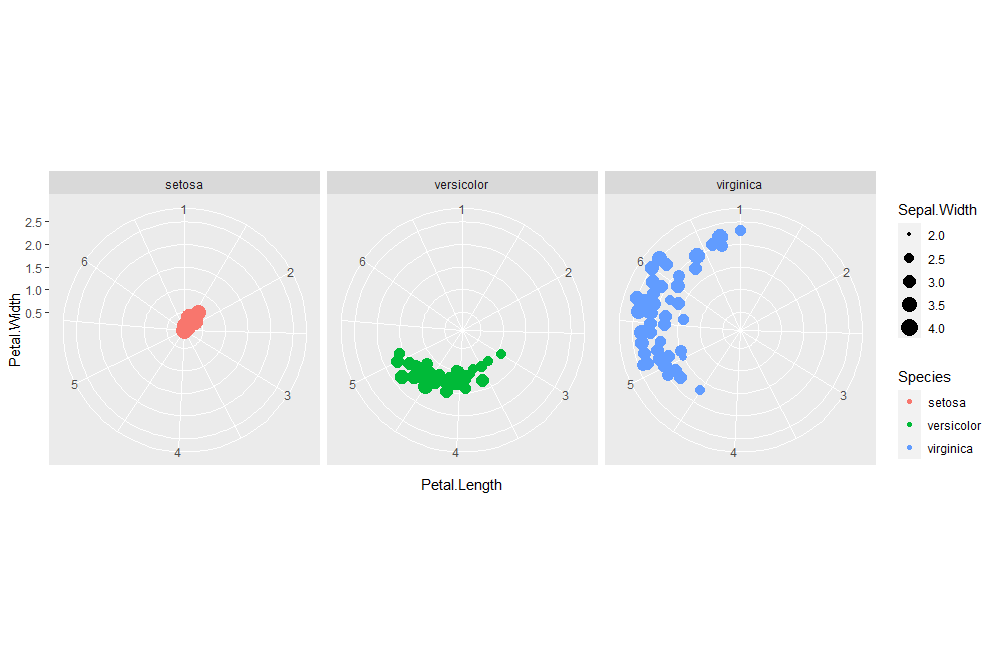 setosa
versicolor
virginica
Petal.Width
2.5
2.0
1.5
1.0
0.5
1
2
3
4
5
6
1
2
3
4
5
6
1
2
3
4
5
6
Petal.Length
Sepal.Width
2.0
2.5
3.0
3.5
4.0
Species
setosa
versicolor
virginica